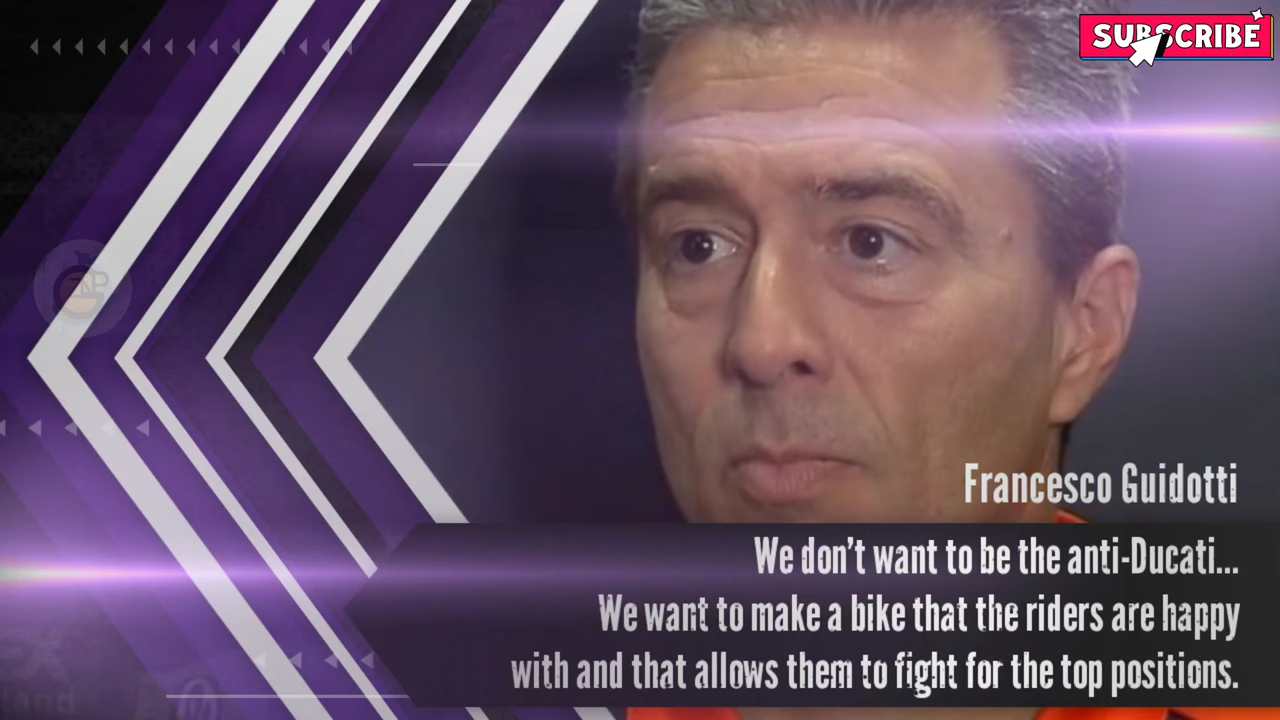 SUBSCRIBE
GNP
Francesco Guidotti
We don't want to be the anti-Ducati...
We want to make a bike that the riders are happy
with and that allows them to fight for the top positions.